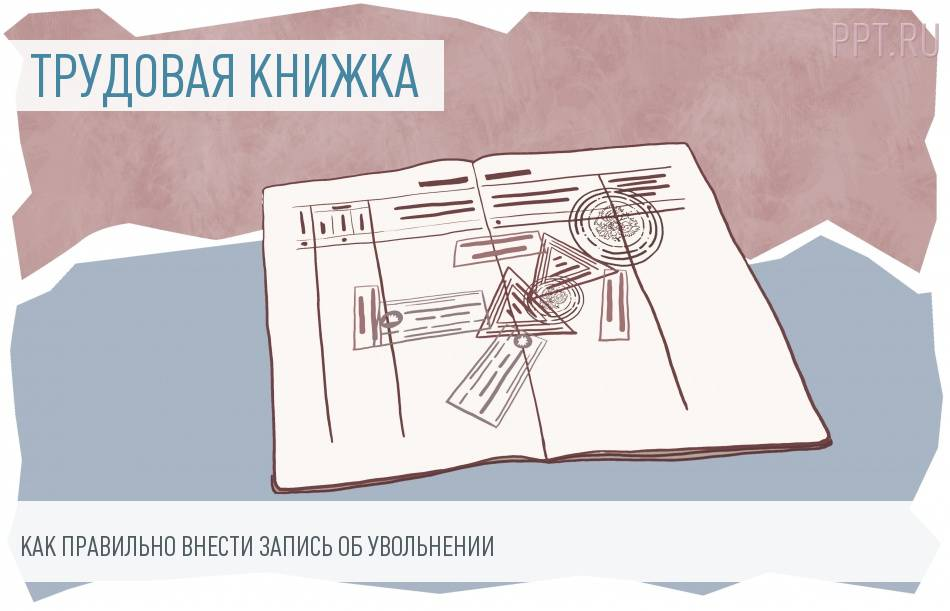 PPT.RU
ТРУДОВАЯ КНИЖКА
КАК ПРАВИЛЬНО ВНЕСТИ ЗАПИСЬ ОБ УВОЛЬНЕНИИ